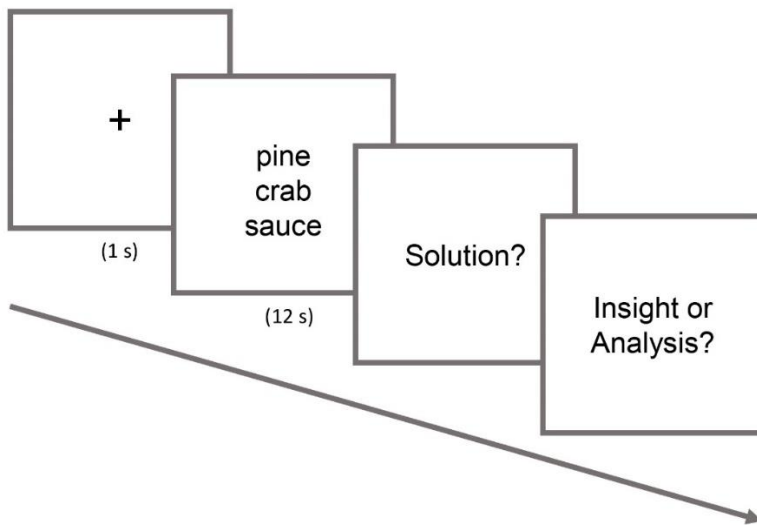 +
(1 s)
pine
crab
sauce
(12 s)
Solution?
Insight or
Analysis?